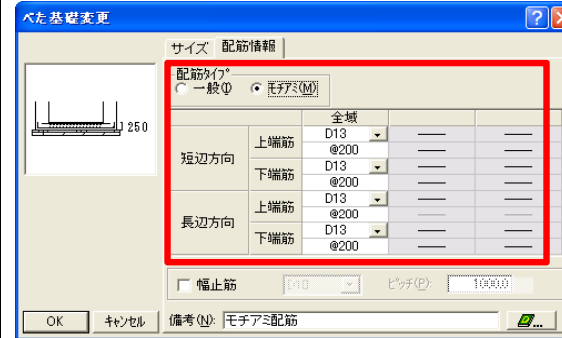 べた基礎変更
サイズ 配筋情報
配筋ﾀｲﾌﾟ
一般(I) ﾓﾁｱﾐ(M)
全域
短辺方向 上端筋 D13
@200
下端筋 D13
@200
長辺方向 上端筋 D13
@200
下端筋 D13
@200
250
幅止筋 D10 ﾋﾟｯﾁ(P): 1000.0
OK ｷｬﾝｾﾙ 備考(N): モチアミ配筋 ...